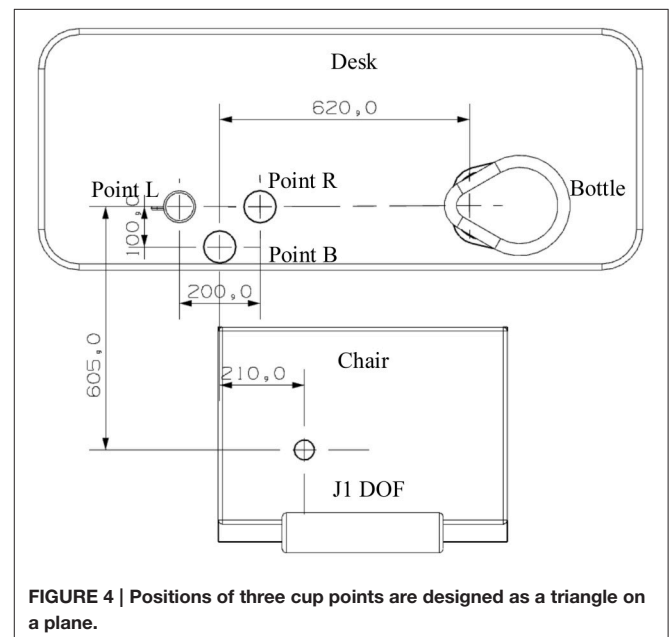 Desk
620,0
Point L
Point R
Bottle
100,0
Point B
200,0
605,0
Chair
210,0
J1 DOF
FIGURE 4 | Positions of three cup points are designed as a triangle on
a plane.